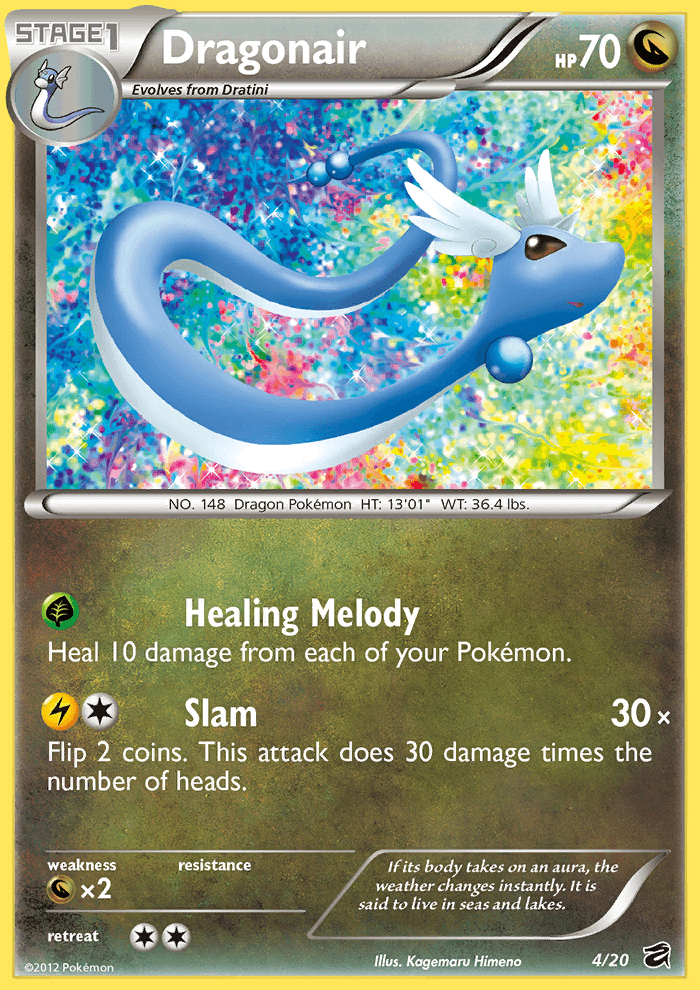 STAGE1
Dragonair
HP70
Evolves from Dratini
NO. 148 Dragon Pokémon HT: 13'01" WT: 36.4 lbs.
Healing Melody
Heal 10 damage from each of your Pokémon.
Slam 30×
Flip 2 coins. This attack does 30 damage times the
number of heads.
weakness resistance
×2
If its body takes on an aura, the
weather changes instantly. It is
said to live in seas and lakes.
retreat
©2012 Pokémon
Illus. Kagemaru Himeno
4/20